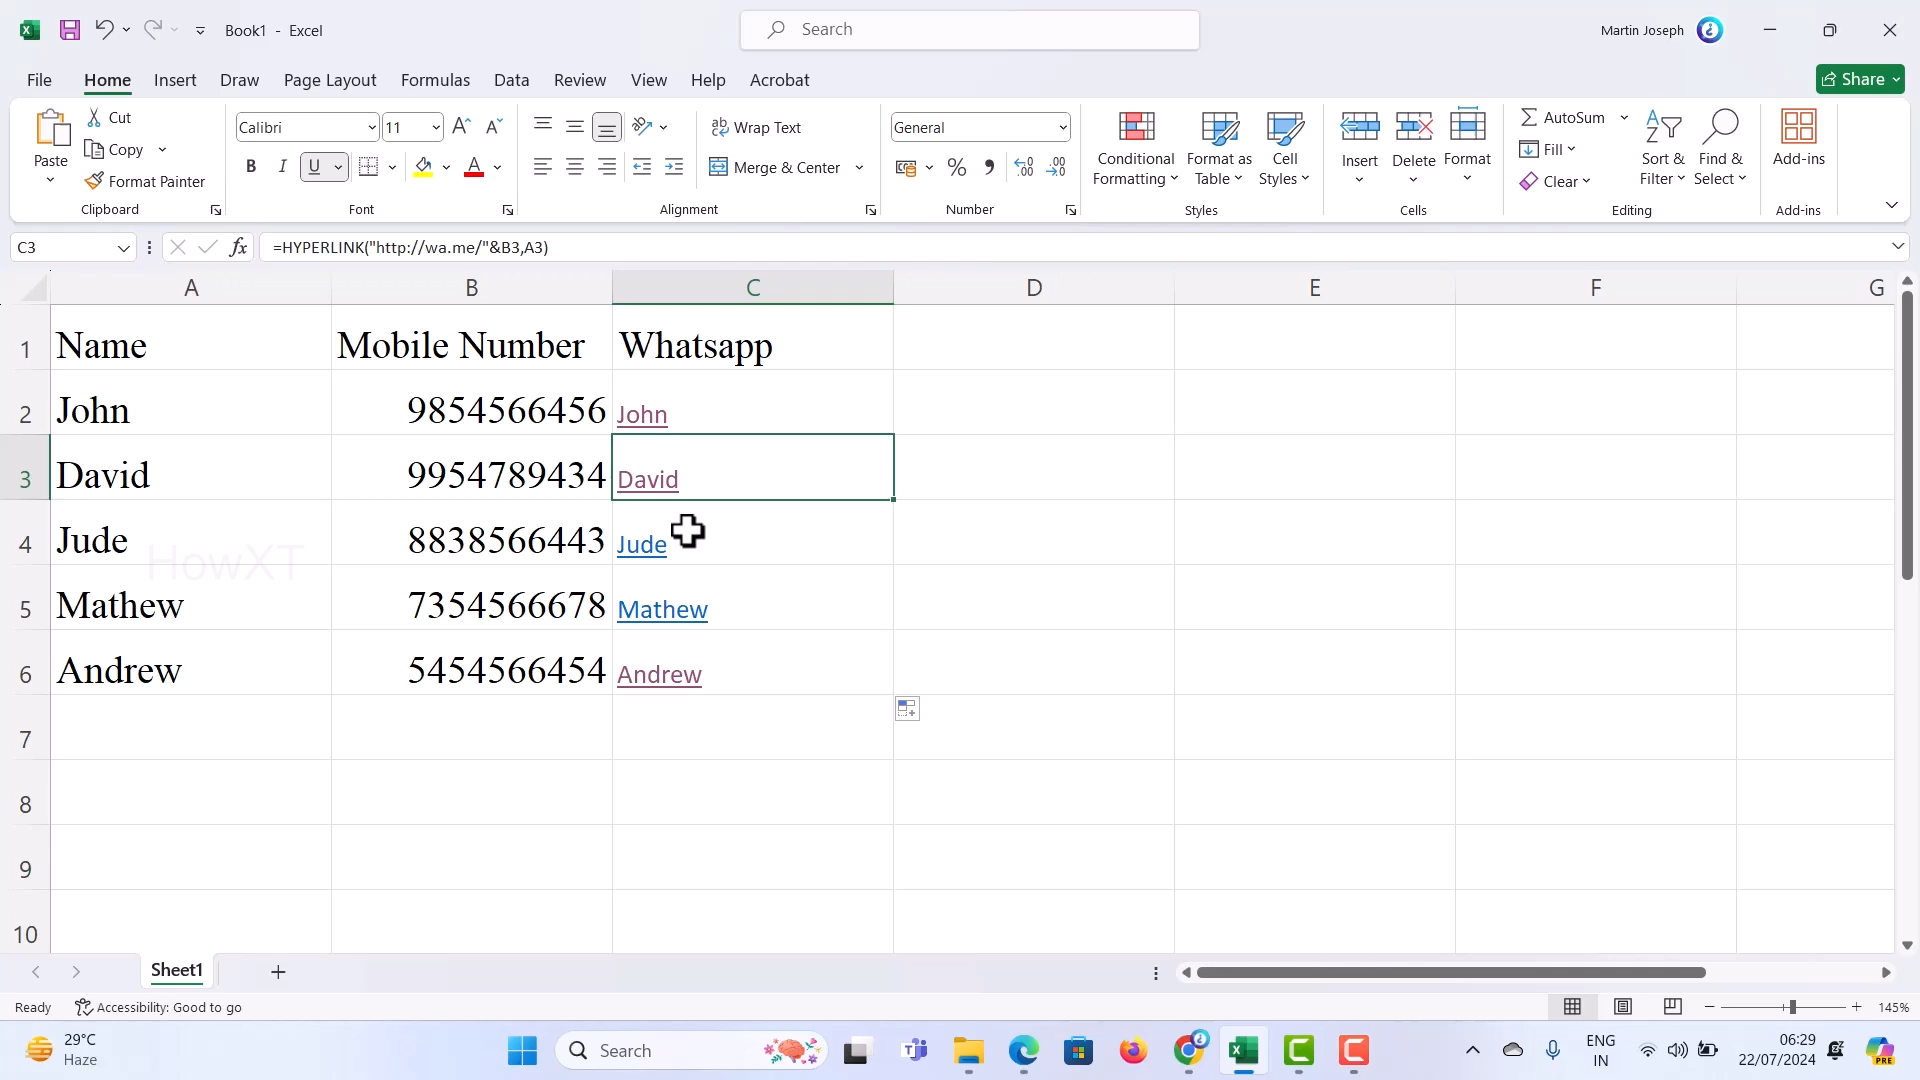 Book1 - Excel
Search
Martin Joseph
File Home Insert Draw Page Layout Formulas Data Review View Help Acrobat
Share
Paste
Cut
Copy
Format Painter
Clipboard
Calibri 11
B I U
Font
Wrap Text
Merge & Center
Alignment
General
Number
Conditional Formatting
Format as Table
Cell Styles
Styles
Insert
Delete
Format
Cells
AutoSum
Fill
Clear
Sort & Filter
Find & Select
Editing
Add-ins
Add-ins
C3 fx =HYPERLINK("http://wa.me/"&B3,A3)
A B C D E F G
1 Name Mobile Number Whatsapp
2 John 9854566456 John
3 David 9954789434 David
4 Jude 8838566443 Jude
HowXT
5 Mathew 7354566678 Mathew
6 Andrew 5454566454 Andrew
7
8
9
10
Sheet1
Ready Accessibility: Good to go 145%
29°C
Haze
Search
ENG
IN
06:29
22/07/2024
PRE